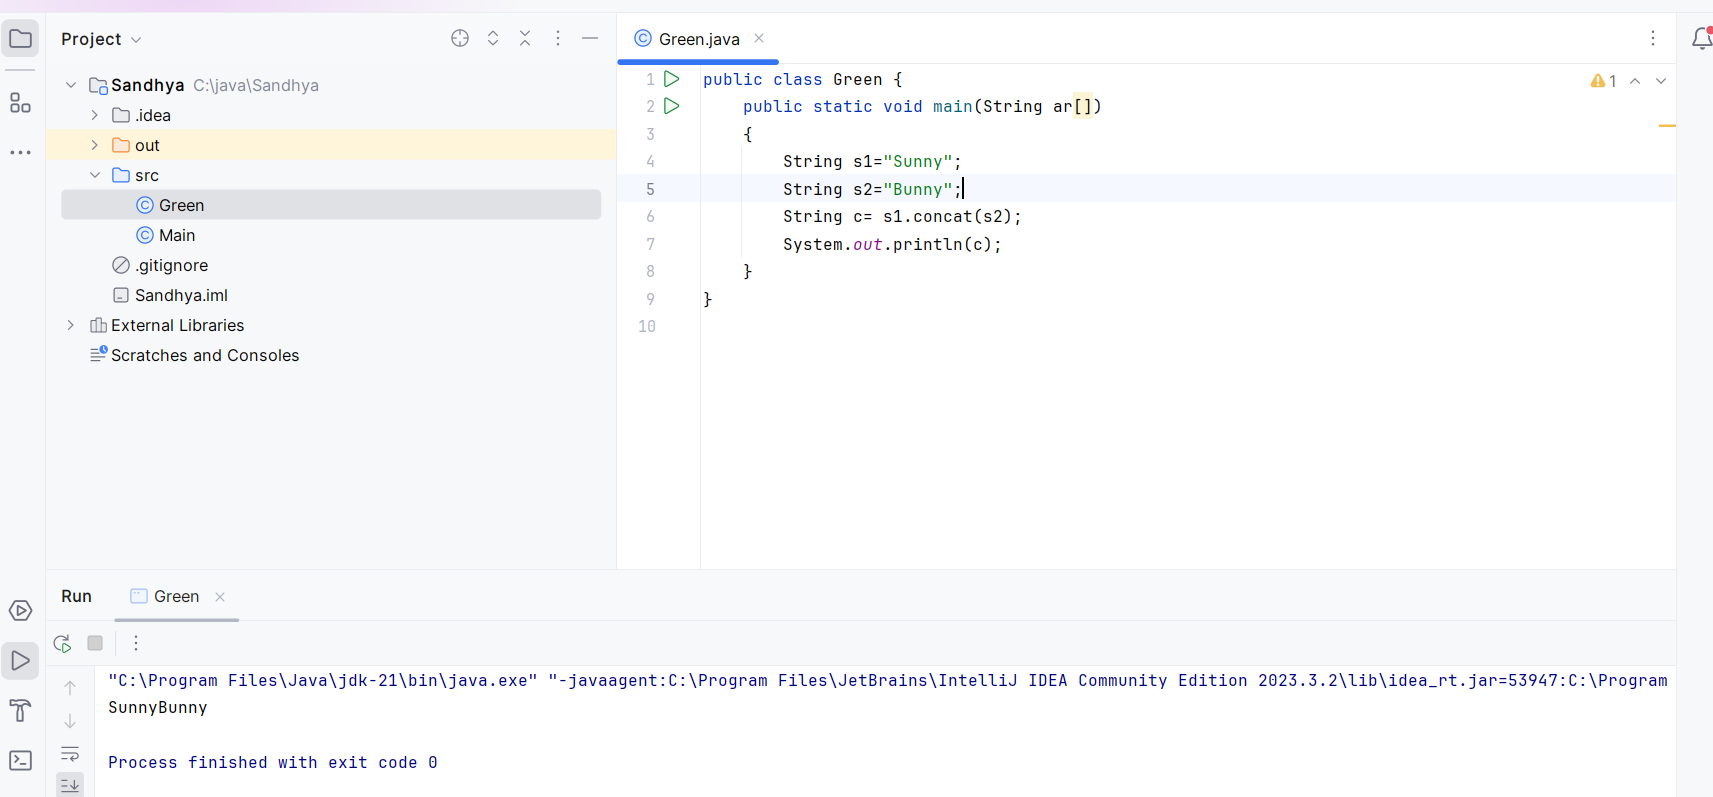 Project
Sandhya C:\java\Sandhya
.idea
out
src
Green
Main
.gitignore
Sandhya.iml
External Libraries
Scratches and Consoles
Green.java
1 public class Green {
2 public static void main(String ar[])
3 {
4 String s1="Sunny";
5 String s2="Bunny";
6 String c= s1.concat(s2);
7 System.out.println(c);
8 }
9 }
10
1
Run Green
"C:\Program Files\Java\jdk-21\bin\java.exe" "-javaagent:C:\Program Files\JetBrains\IntelliJ IDEA Community Edition 2023.3.2\lib\idea_rt.jar=53947:C:\Program
SunnyBunny
Process finished with exit code 0